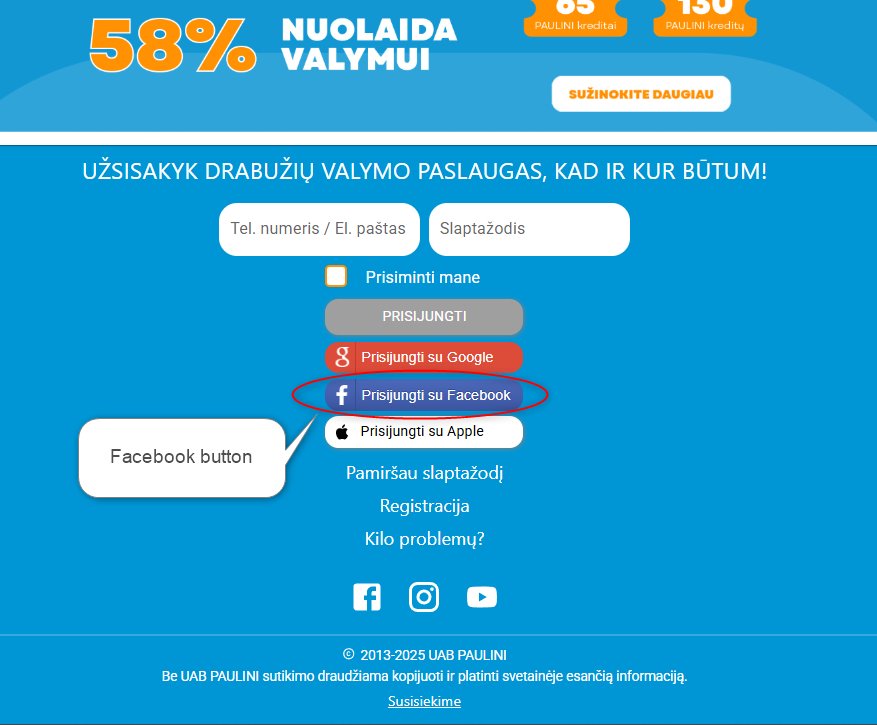 65 130
PAULINI kreditai PAULINI kreditų
58% NUOLAIDA
VALYMUI
SUŽINOKITE DAUGIAU
UŽSISAKYK DRABUŽIŲ VALYMO PASLAUGAS, KAD IR KUR BŪTUM!
Tel. numeris / El. paštas Slaptažodis
Prisiminti mane
PRISIJUNGTI
Prisijungti su Google
Prisijungti su Facebook
Prisijungti su Apple
Facebook button
Pamiršau slaptažodį
Registracija
Kilo problemų?
© 2013-2025 UAB PAULINI
Be UAB PAULINI sutikimo draudžiama kopijuoti ir platinti svetainėje esančią informaciją.
Susisiekime